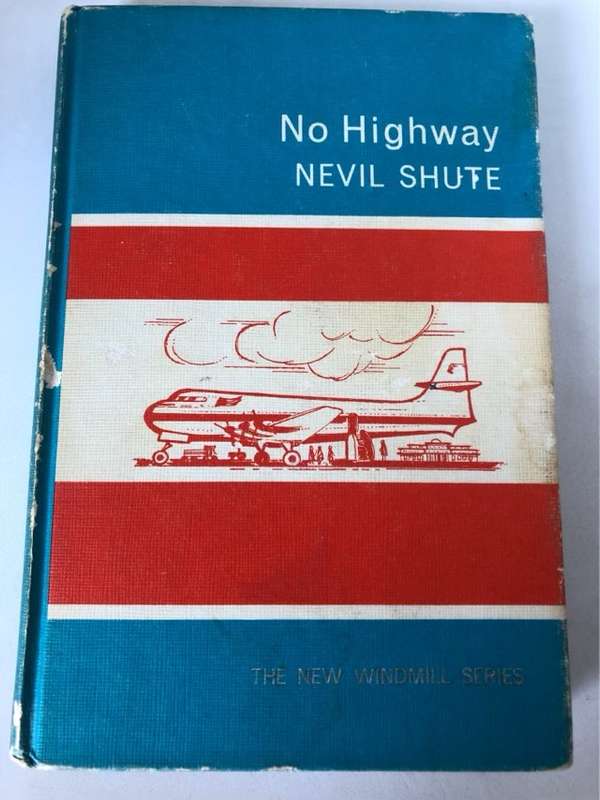 No Highway
NEVIL SHUTE
THE NEW WINDMILL SERIES